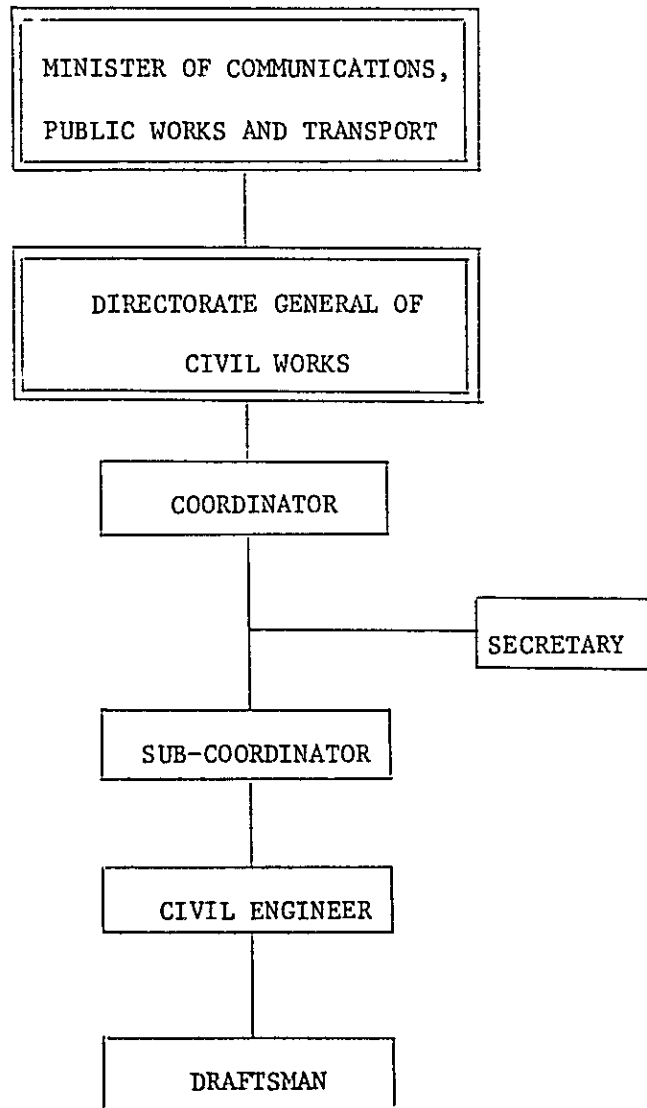 MINISTER OF COMMUNICATIONS,
PUBLIC WORKS AND TRANSPORT
DIRECTORATE GENERAL OF
CIVIL WORKS
COORDINATOR
SECRETARY
SUB-COORDINATOR
CIVIL ENGINEER
DRAFTSMAN